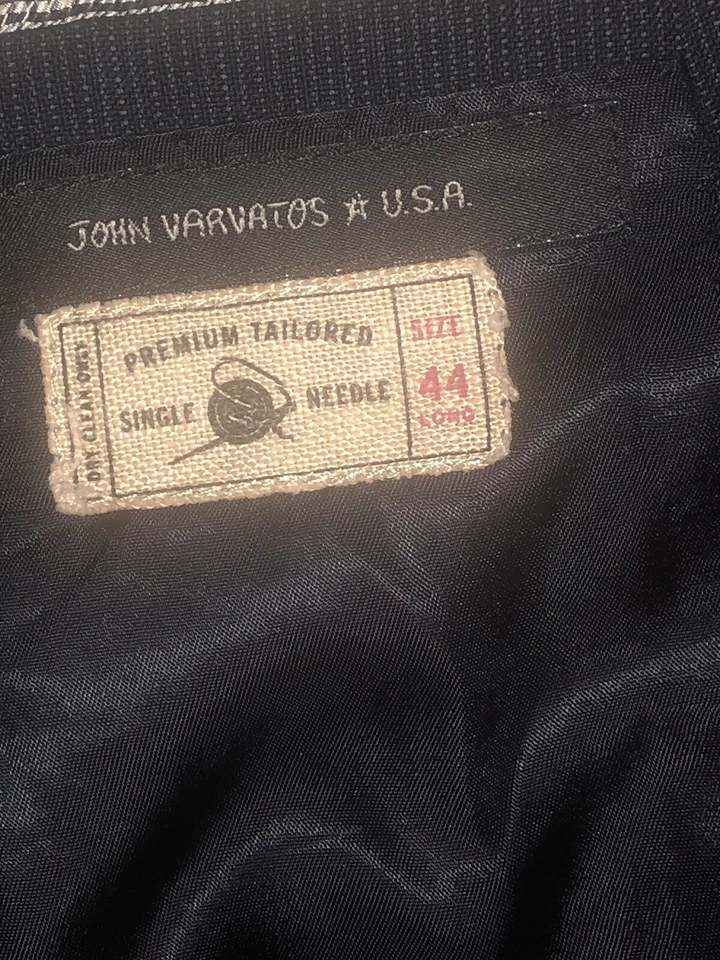 JOHN VARVATOS ☆ U.S.A.
DRY CLEAN ONLY
PREMIUM TAILORED
SINGLE NEEDLE
SIZE
44
LONG